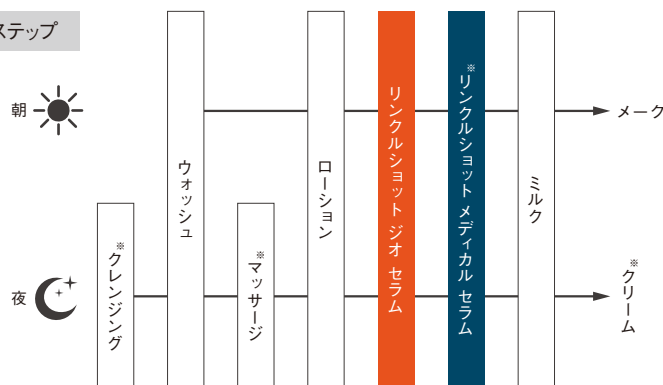 ステップ
朝
ウォッシュ
ローション
リンクルショット ジオ セラム
※リンクルショット メディカル セラム
ミルク
メーク
夜
※クレンジング
※マッサージ
※クリーム